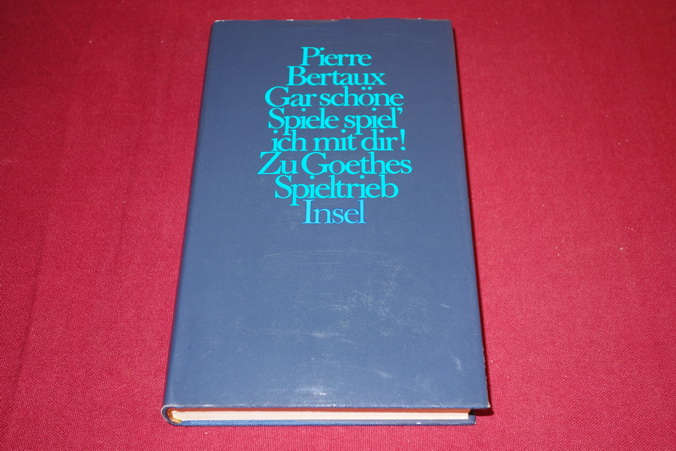 Pierre
Bertaux
Gar schöne
Spiele spiel'
ich mit dir!
Zu Goethes
Spieltrieb
Insel